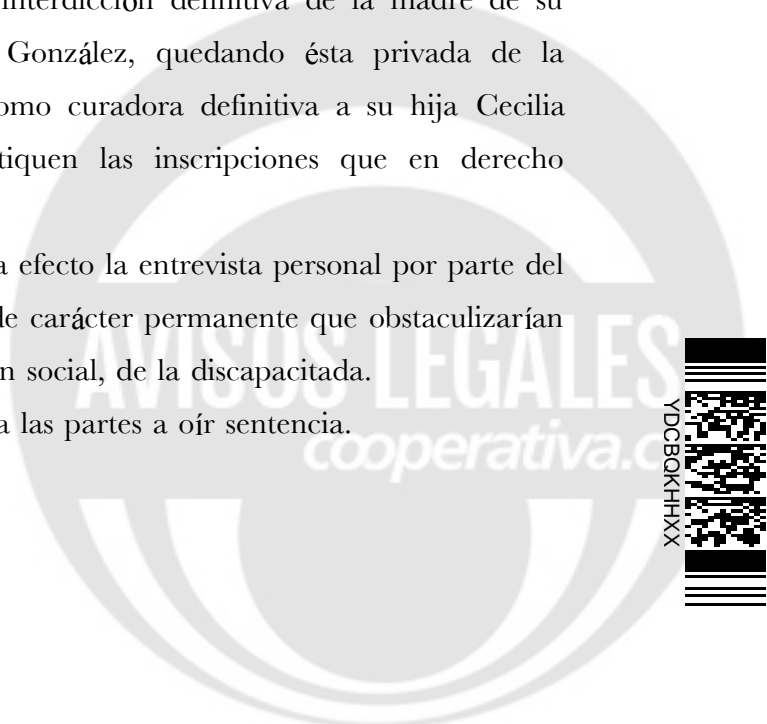 interdicción definitiva de la madre de su
González, quedando ésta privada de la
omo curadora definitiva a su hija Cecilia
tiquen las inscripciones que en derecho
a efecto la entrevista personal por parte del
de carácter permanente que obstaculizarían
n social, de la discapacitada.
a las partes a oír sentencia.
AVISOS LEGALES
cooperativa.c
YDCBQKHHXX